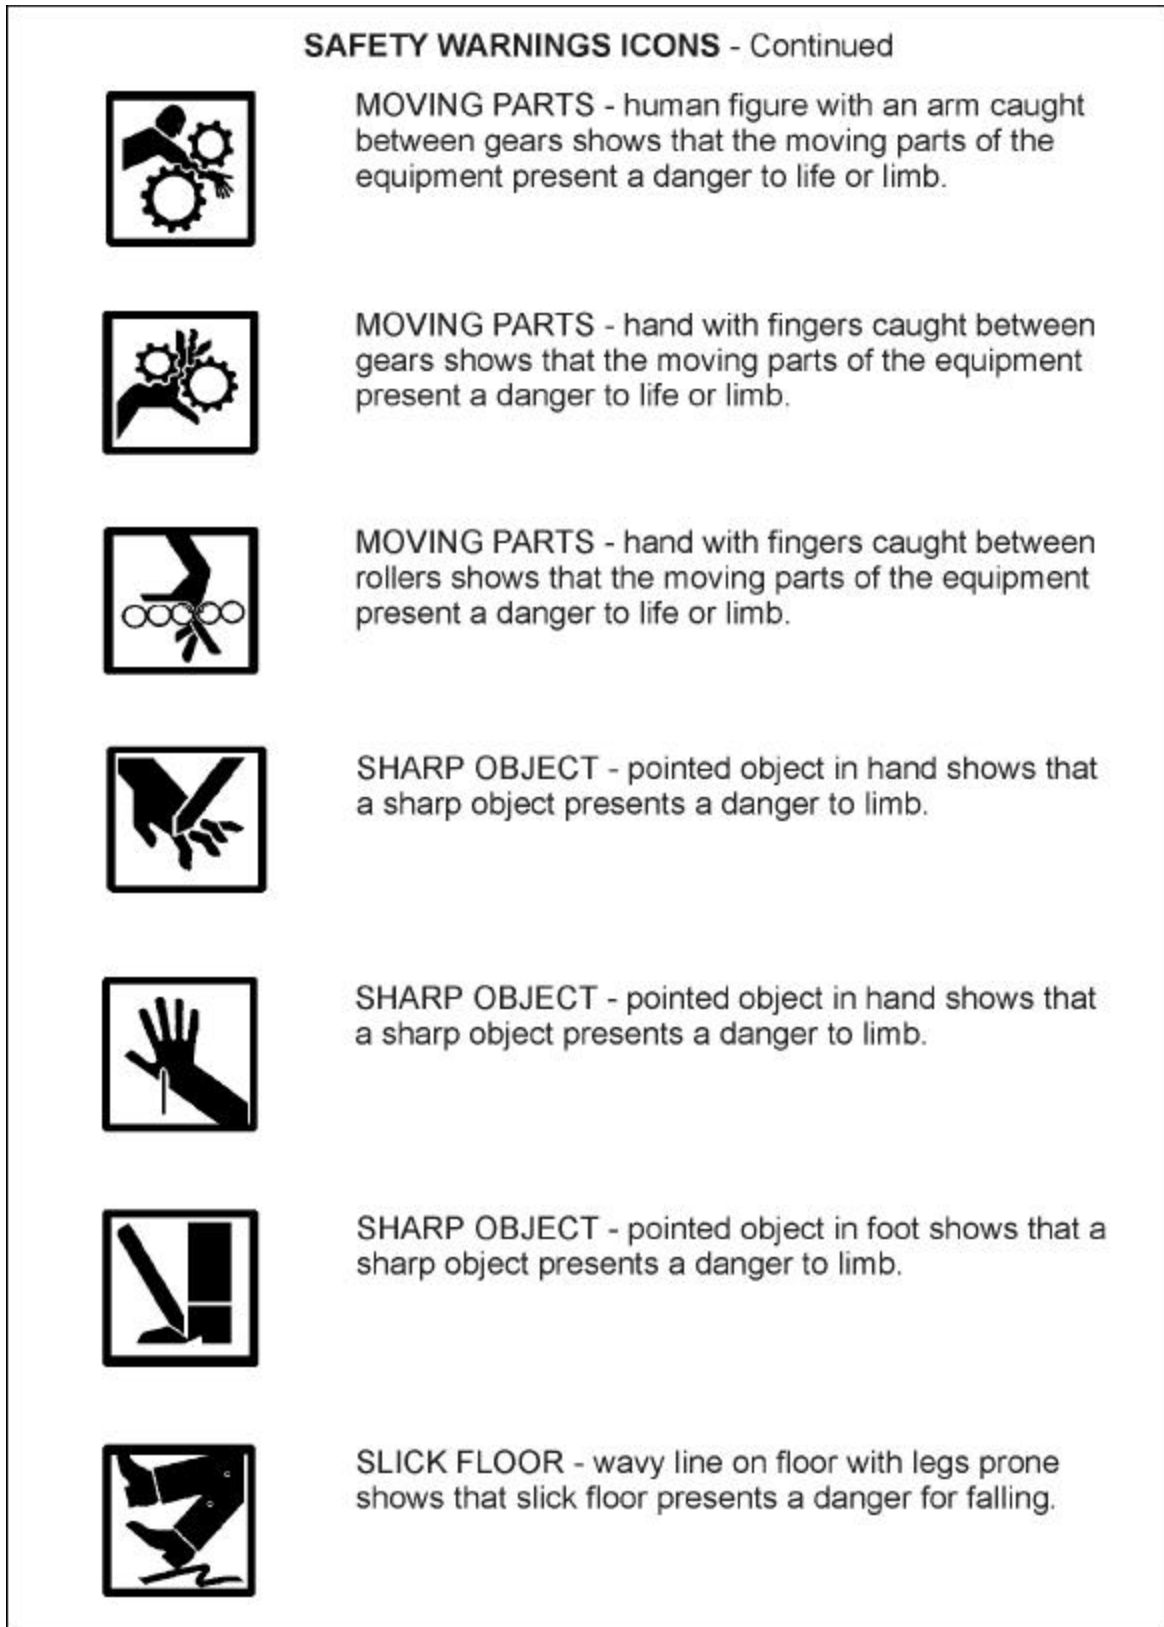 SAFETY WARNINGS ICONS - Continued
MOVING PARTS - human figure with an arm caught
between gears shows that the moving parts of the
equipment present a danger to life or limb.
MOVING PARTS - hand with fingers caught between
gears shows that the moving parts of the equipment
present a danger to life or limb.
MOVING PARTS - hand with fingers caught between
rollers shows that the moving parts of the equipment
present a danger to life or limb.
SHARP OBJECT - pointed object in hand shows that
a sharp object presents a danger to limb.
SHARP OBJECT - pointed object in hand shows that
a sharp object presents a danger to limb.
SHARP OBJECT - pointed object in foot shows that a
sharp object presents a danger to limb.
SLICK FLOOR - wavy line on floor with legs prone
shows that slick floor presents a danger for falling.